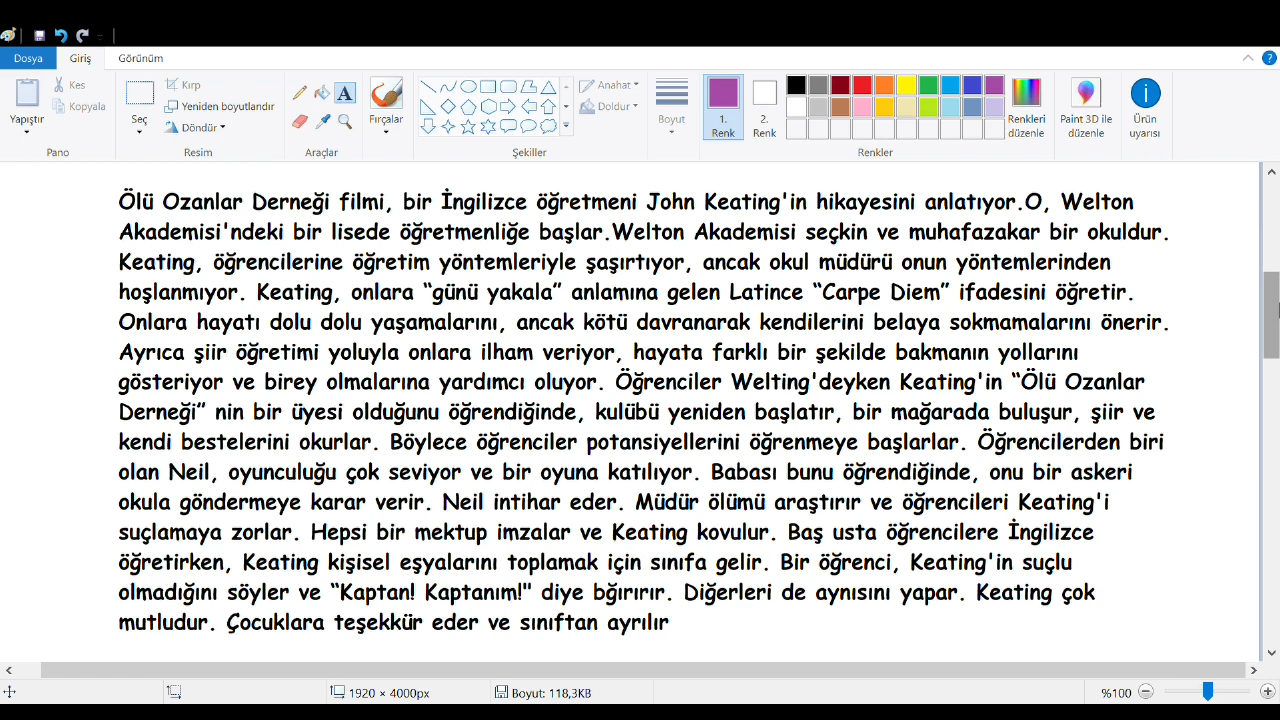 Dosya Giriş Görünüm
Yapıştır
Kes
Kopyala
Pano
Seç
Kırp
Yeniden boyutlandır
Döndür
Resim
A
Araçlar
Fırçalar
Anahat
Doldur
Şekiller
Boyut
1.
Renk
2.
Renk
Renkleri
düzenle
Renkler
Paint 3D ile
düzenle
Ürün
uyarısı
Ölü Ozanlar Derneği filmi, bir İngilizce öğretmeni John Keating'in hikayesini anlatıyor.O, Welton
Akademisi'ndeki bir lisede öğretmenliğe başlar.Welton Akademisi seçkin ve muhafazakar bir okuldur.
Keating, öğrencilerine öğretim yöntemleriyle şaşırtıyor, ancak okul müdürü onun yöntemlerinden
hoşlanmıyor. Keating, onlara “günü yakala” anlamına gelen Latince “Carpe Diem” ifadesini öğretir.
Onlara hayatı dolu dolu yaşamalarını, ancak kötü davranarak kendilerini belaya sokmamalarını önerir.
Ayrıca şiir öğretimi yoluyla onlara ilham veriyor, hayata farklı bir şekilde bakmanın yollarını
gösteriyor ve birey olmalarına yardımcı oluyor. Öğrenciler Welting'deyken Keating'in “Ölü Ozanlar
Derneği” nin bir üyesi olduğunu öğrendiğinde, kulübü yeniden başlatır, bir mağarada buluşur, şiir ve
kendi bestelerini okurlar. Böylece öğrenciler potansiyellerini öğrenmeye başlarlar. Öğrencilerden biri
olan Neil, oyunculuğu çok seviyor ve bir oyuna katılıyor. Babası bunu öğrendiğinde, onu bir askeri
okula göndermeye karar verir. Neil intihar eder. Müdür ölümü araştırır ve öğrencileri Keating'i
suçlamaya zorlar. Hepsi bir mektup imzalar ve Keating kovulur. Baş usta öğrencilere İngilizce
öğretirken, Keating kişisel eşyalarını toplamak için sınıfa gelir. Bir öğrenci, Keating'in suçlu
olmadığını söyler ve “Kaptan! Kaptanım!" diye bğırırır. Diğerleri de aynısını yapar. Keating çok
mutludur. Çocuklara teşekkür eder ve sınıftan ayrılır
1920 × 4000px
Boyut: 118,3KB
%100